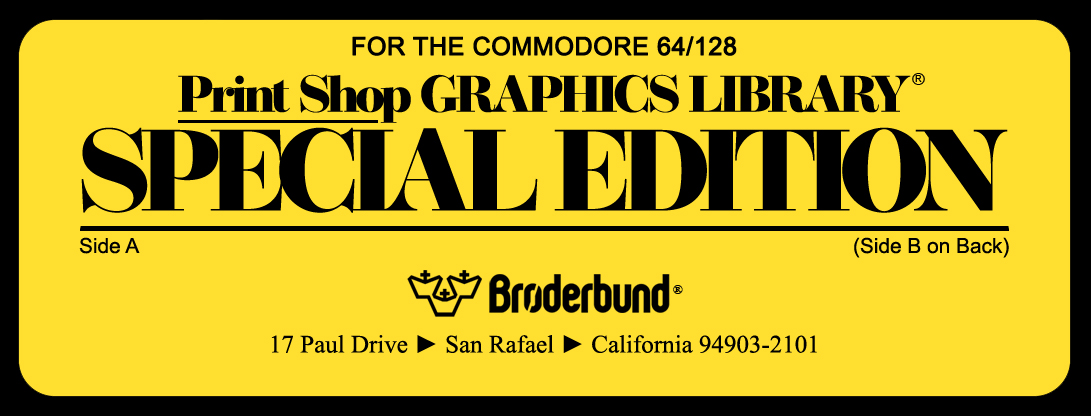 FOR THE COMMODORE 64/128
Print Shop GRAPHICS LIBRARY®
SPECIAL EDITION
Side A (Side B on Back)
Brøderbund®
17 Paul Drive ► San Rafael ► California 94903-2101